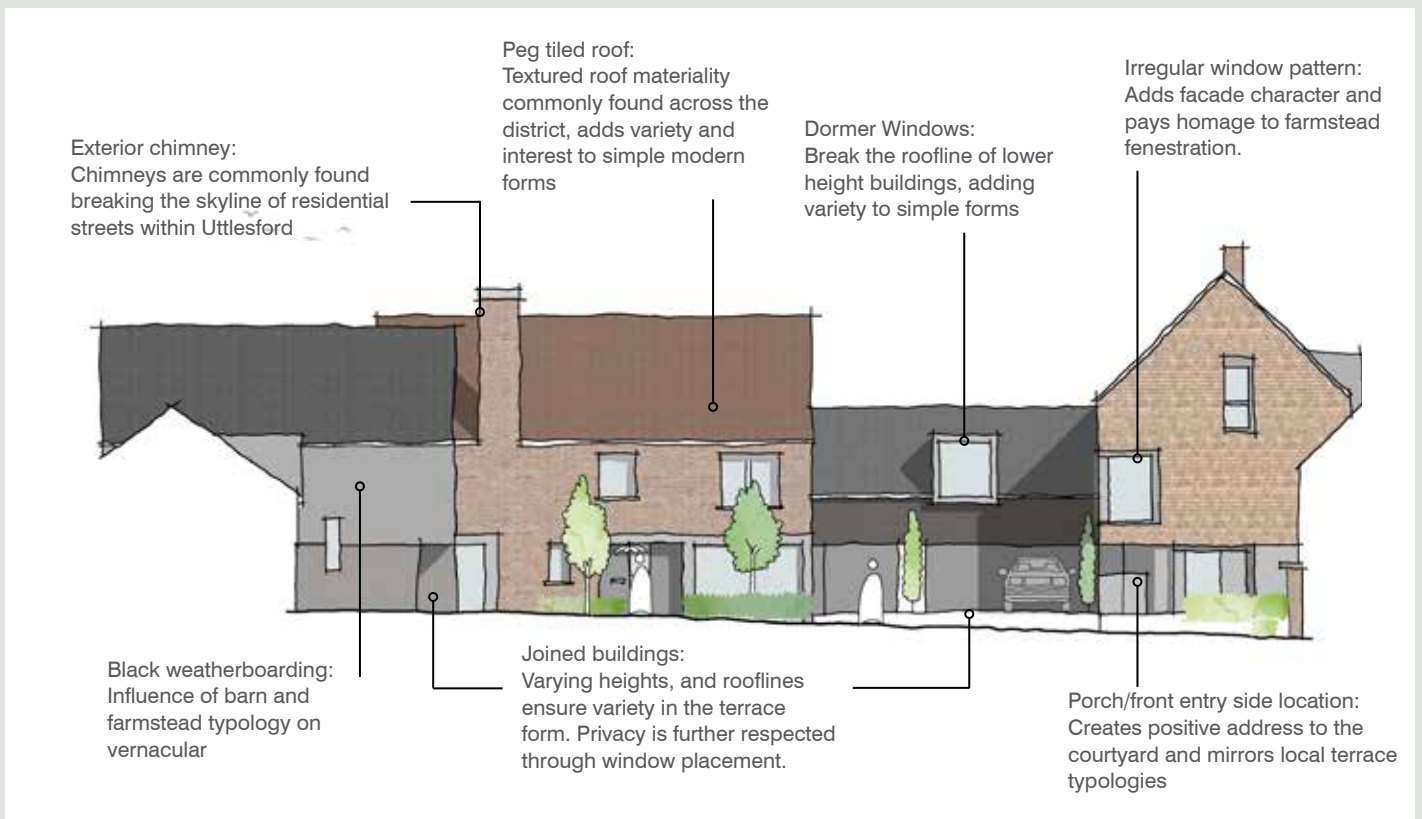 Peg tiled roof:
Textured roof materiality
commonly found across the
district, adds variety and
interest to simple modern
forms
Irregular window pattern:
Adds facade character and
pays homage to farmstead
fenestration.
Dormer Windows:
Break the roofline of lower
height buildings, adding
variety to simple forms
Exterior chimney:
Chimneys are commonly found
breaking the skyline of residential
streets within Uttlesford
Black weatherboarding:
Influence of barn and
farmstead typology on
vernacular
Joined buildings:
Varying heights, and rooflines
ensure variety in the terrace
form. Privacy is further respected
through window placement.
Porch/front entry side location:
Creates positive address to the
courtyard and mirrors local terrace
typologies